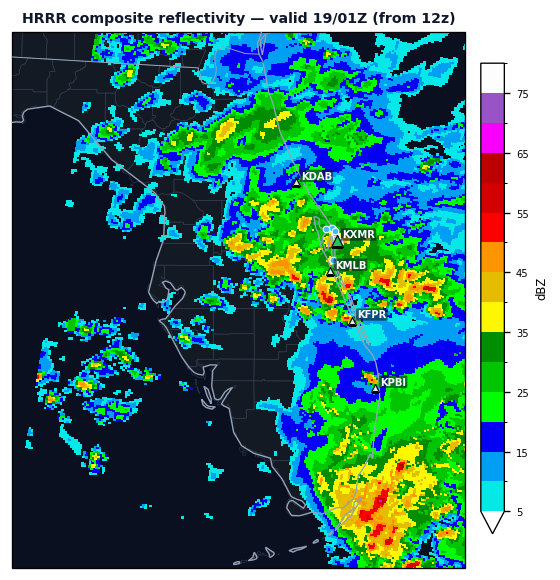 HRRR composite reflectivity — valid 19/01Z (from 12z)
KDAB
KXMR
KMLB
KFPR
KPBI
75
65
55
45
35
25
15
5
dBZ